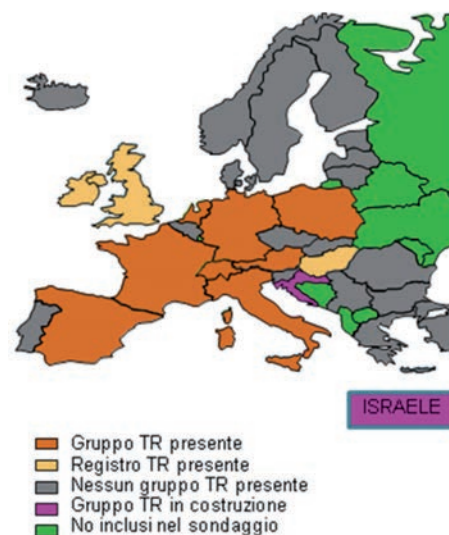 ISRAELE
Gruppo TR presente
Registro TR presente
Nessun gruppo TR presente
Gruppo TR in costruzione
No inclusi nel sondaggio